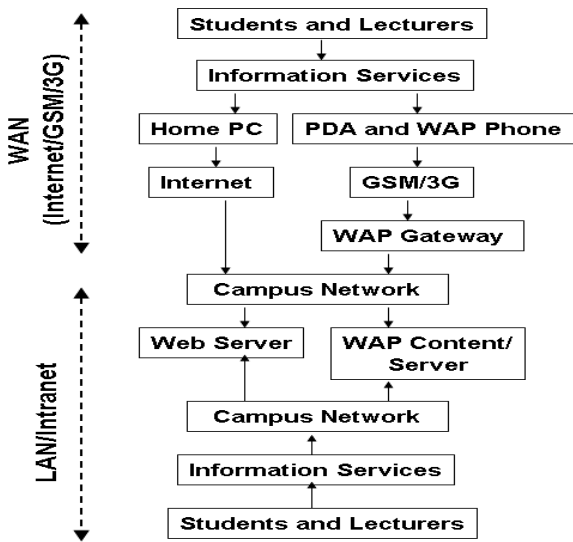 WAN
(Internet/GSM/3G)
Students and Lecturers
Information Services
Home PC
PDA and WAP Phone
Internet
GSM/3G
WAP Gateway
LAN/Intranet
Campus Network
Web Server
WAP Content/
Server
Campus Network
Information Services
Students and Lecturers